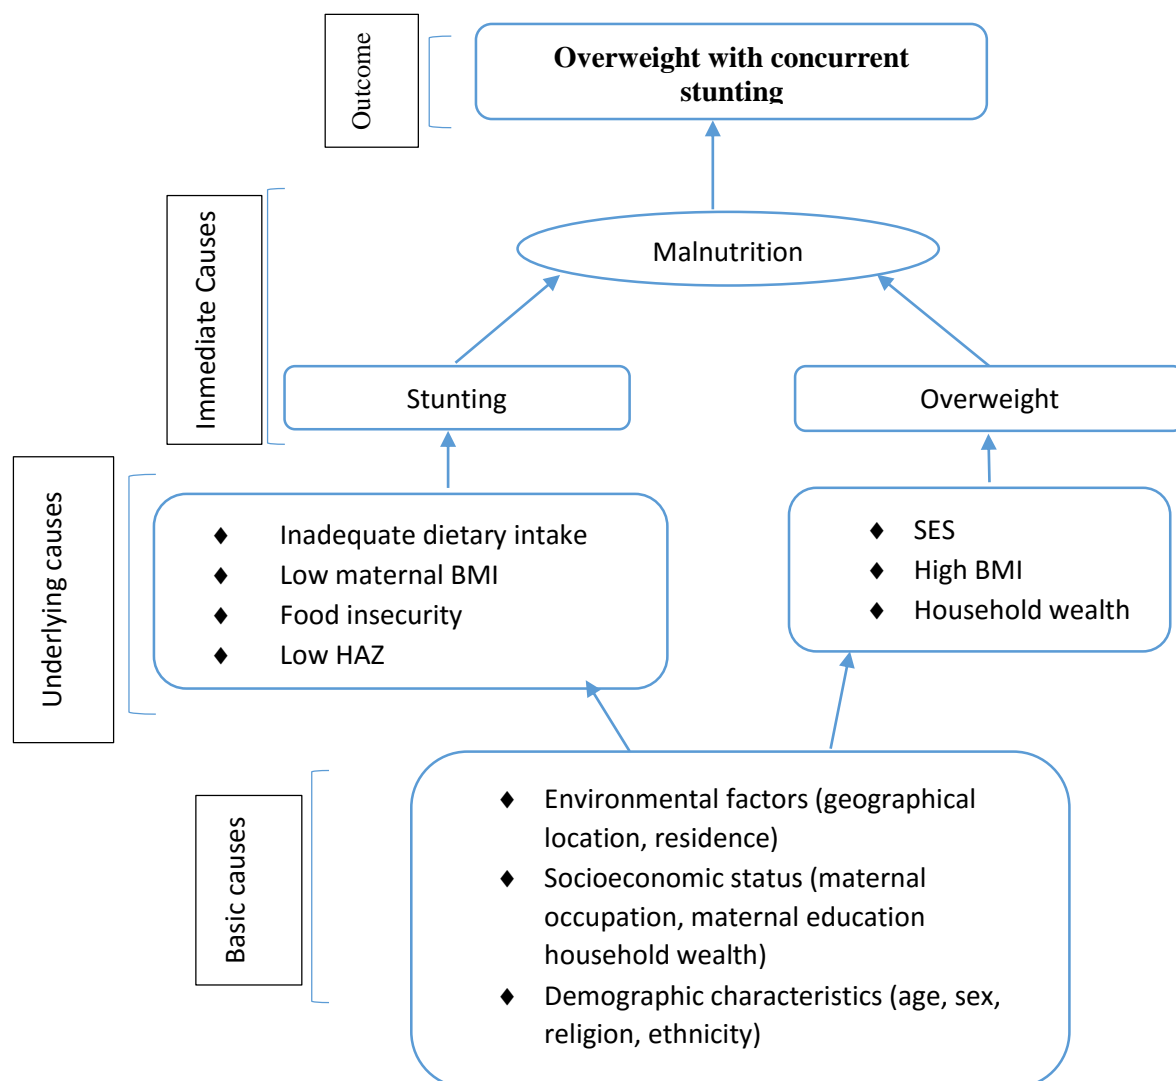 Outcome
Overweight with concurrent
stunting
Immediate Causes
Malnutrition
Stunting
Overweight
Underlying causes
♦ Inadequate dietary intake
♦ Low maternal BMI
♦ Food insecurity
♦ Low HAZ
♦ SES
♦ High BMI
♦ Household wealth
Basic causes
♦ Environmental factors (geographical
location, residence)
♦ Socioeconomic status (maternal
occupation, maternal education
household wealth)
♦ Demographic characteristics (age, sex,
religion, ethnicity)